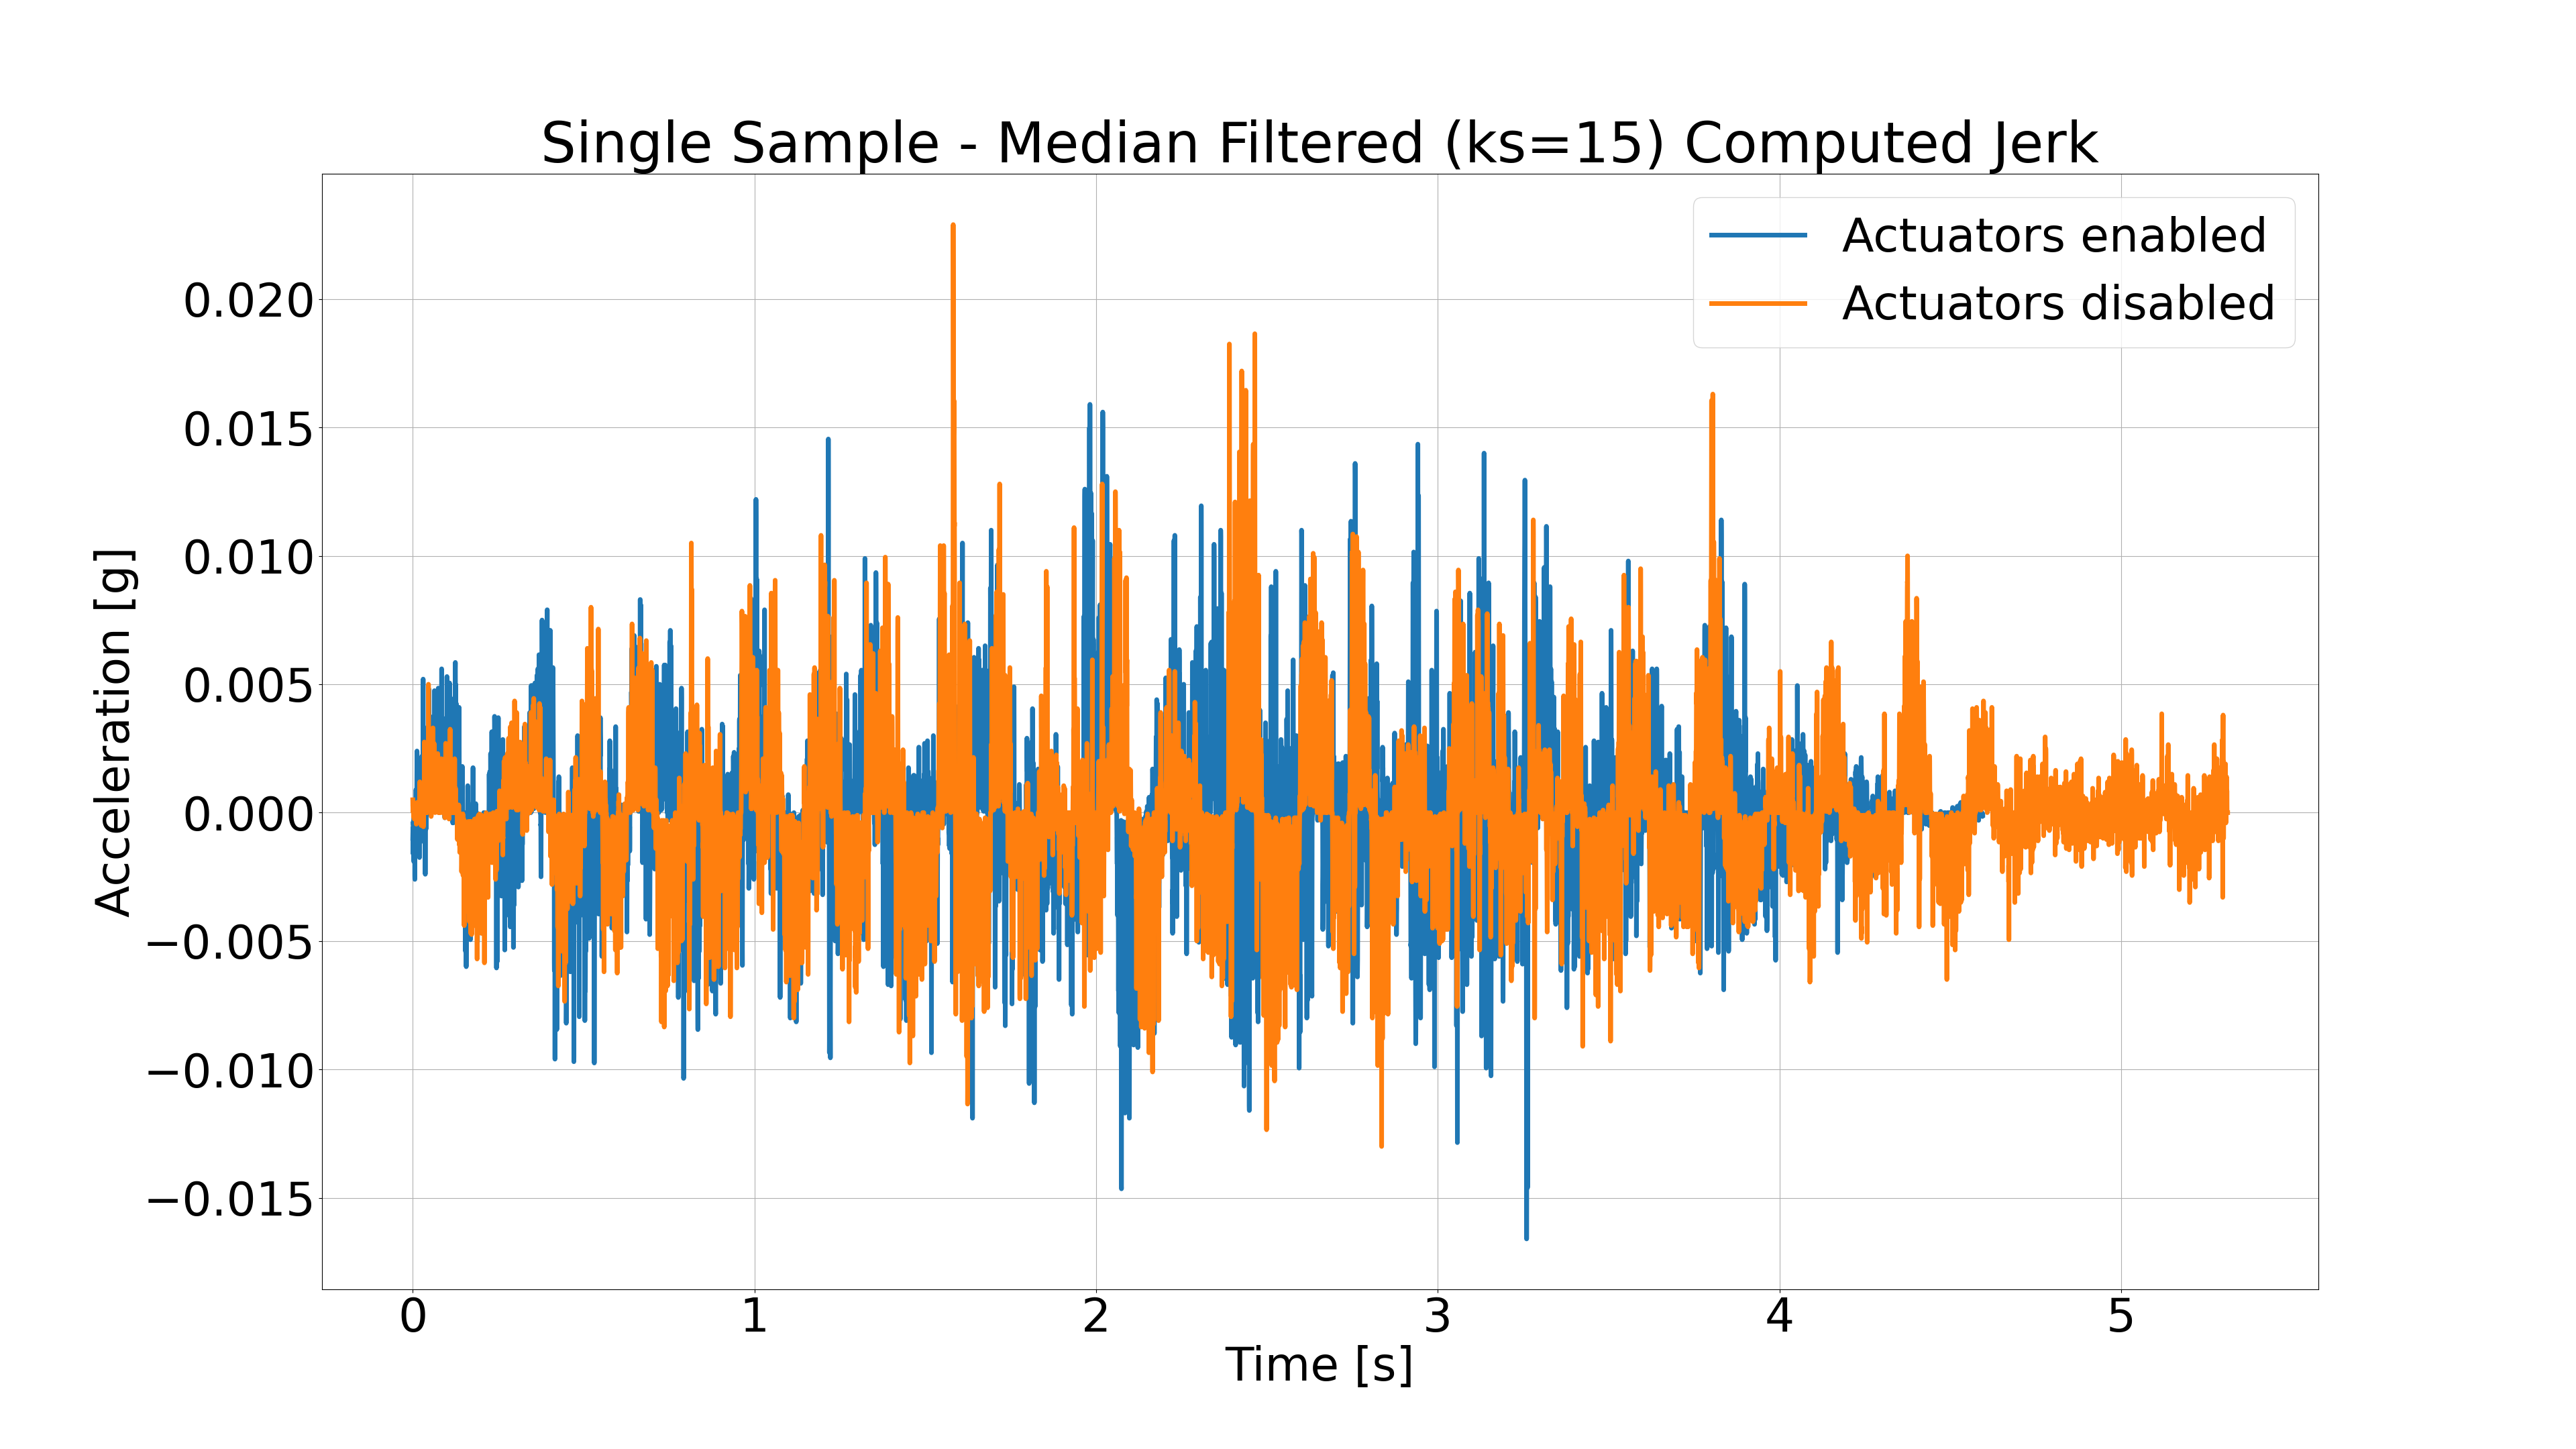 Single Sample - Median Filtered (ks=15) Computed Jerk
Actuators enabled
Actuators disabled
Acceleration [g]
0.020
0.015
0.010
0.005
0.000
−0.005
−0.010
−0.015
0 1 2 3 4 5
Time [s]